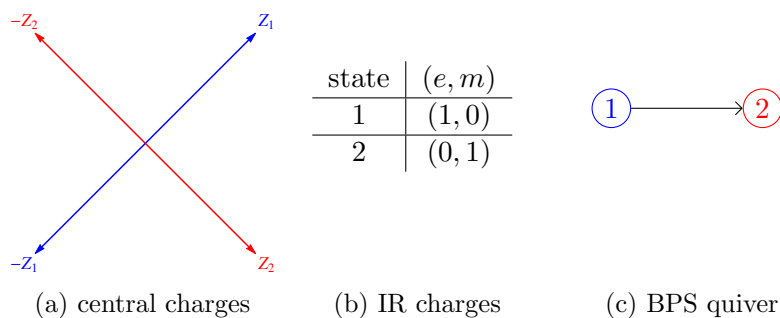 -Z₂
Z₁
-Z₁
Z₂
state (e, m)
1 (1, 0)
2 (0, 1)
1
2
(a) central charges
(b) IR charges
(c) BPS quiver